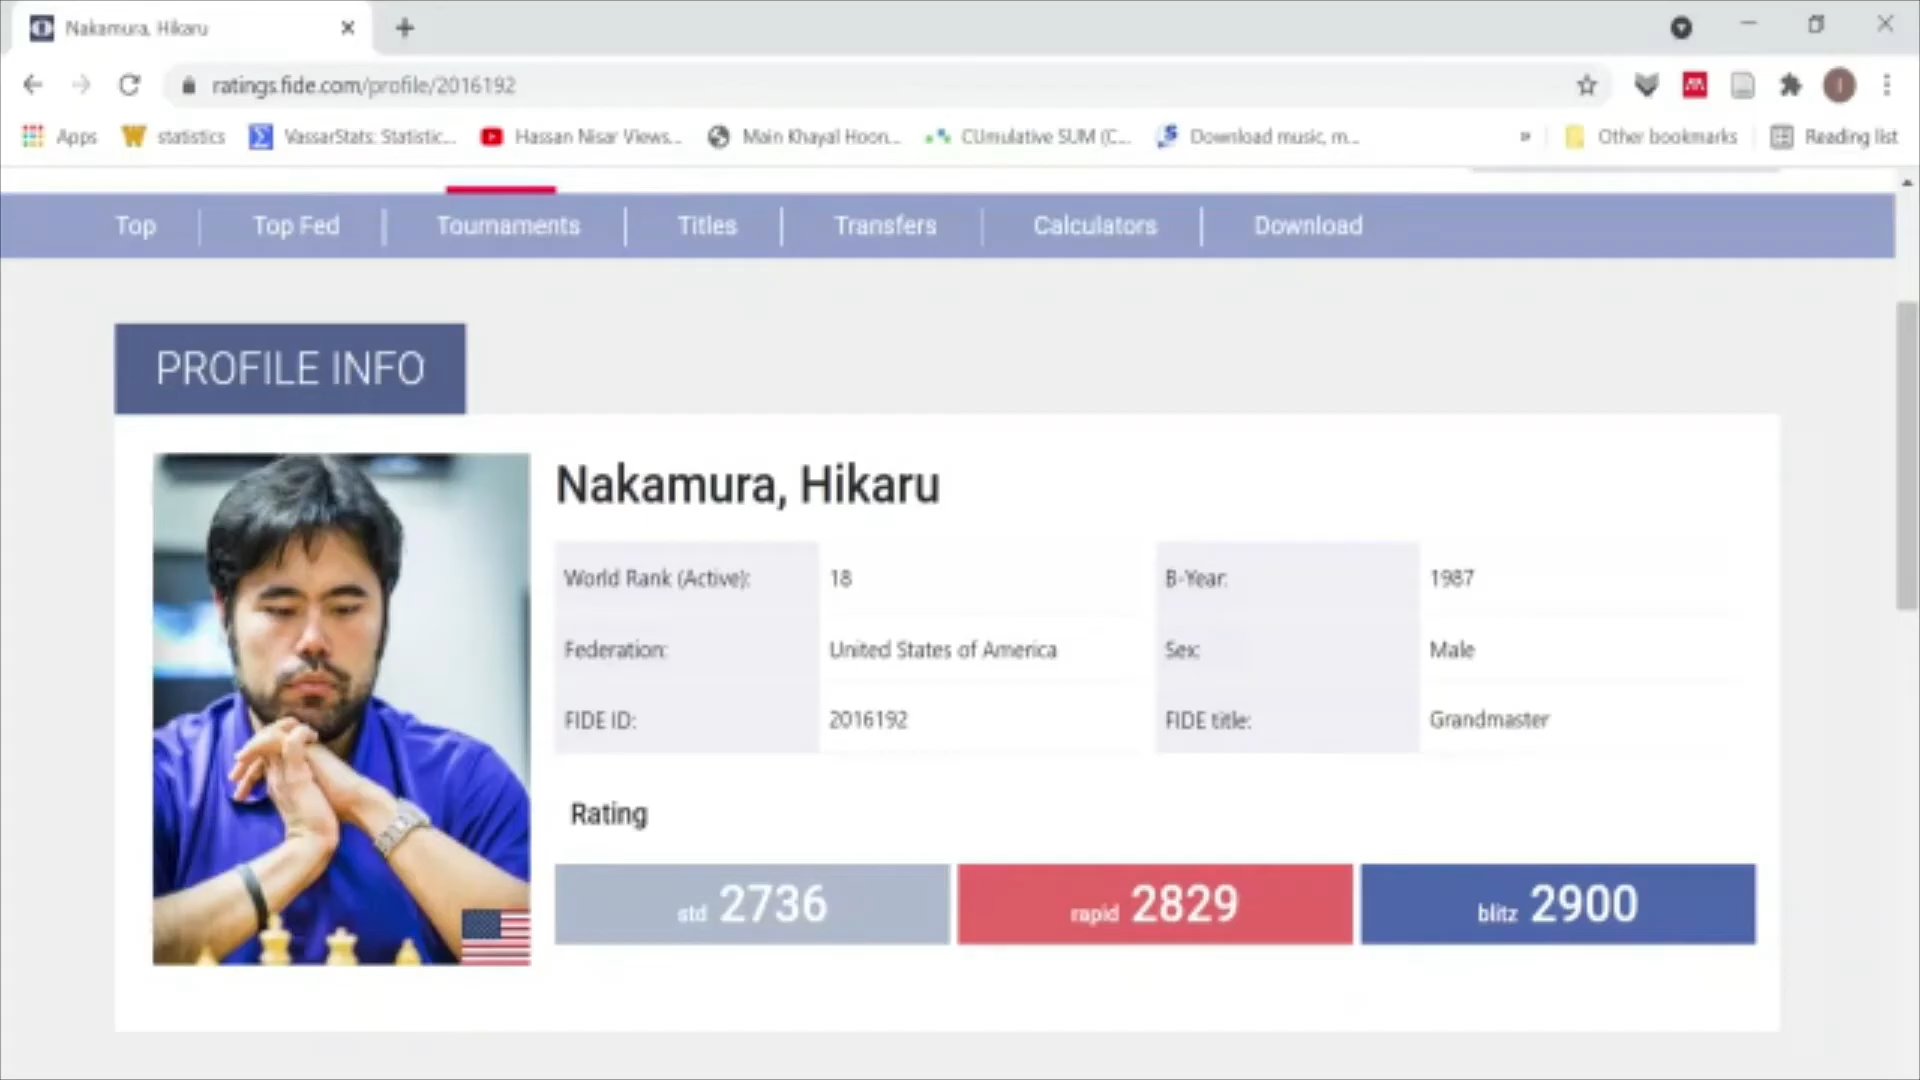 Nakamura, Hikaru
ratings.fide.com/profile/2016192
Apps statistics VassarStats: Statistic... Hassan Nisar Views... Main Khayal Hoon... CUmulative SUM (C... Download music, m... » Other bookmarks Reading list
Top Top Fed Tournaments Titles Transfers Calculators Download
PROFILE INFO
Nakamura, Hikaru
World Rank (Active): 18 B-Year: 1987
Federation: United States of America Sex: Male
FIDE ID: 2016192 FIDE title: Grandmaster
Rating
std 2736 rapid 2829 blitz 2900